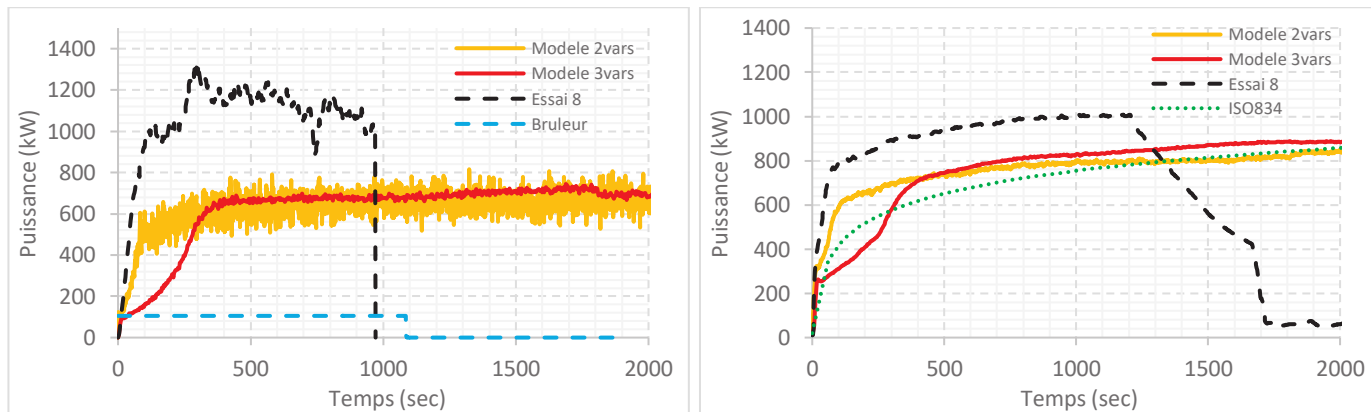 1400
1200
1000
800
600
400
200
0
Puissance (kW)
Modele 2vars
Modele 3vars
Essai 8
Bruleur
0 500 1000 1500 2000
Temps (sec)
1400
1200
1000
800
600
400
200
0
Puissance (kW)
Modele 2vars
Modele 3vars
Essai 8
ISO834
0 500 1000 1500 2000
Temps (sec)